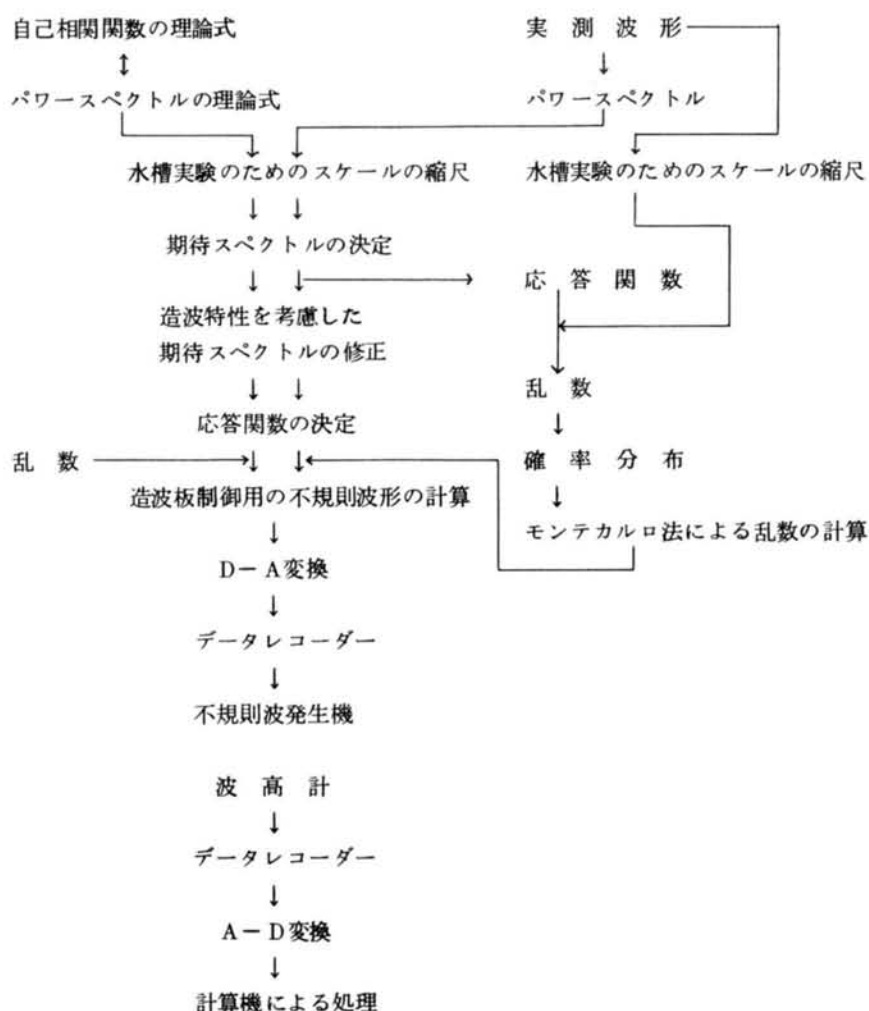 自己相関関数の理論式
実測波形
↕
↓
パワースペクトルの理論式
パワースペクトル
↓ ↓
↓
水槽実験のためのスケールの縮尺
水槽実験のためのスケールの縮尺
↓ ↓
期待スペクトルの決定
↓ ↓
応答関数
造波特性を考慮した
期待スペクトルの修正
↓ ↓
乱数
応答関数の決定
↓
乱数
↓ ↓
確率分布
造波板制御用の不規則波形の計算
↓
モンテカルロ法による乱数の計算
↓
D-A変換
↓
データレコーダー
↓
不規則波発生機
波高計
↓
データレコーダー
↓
A-D変換
↓
計算機による処理